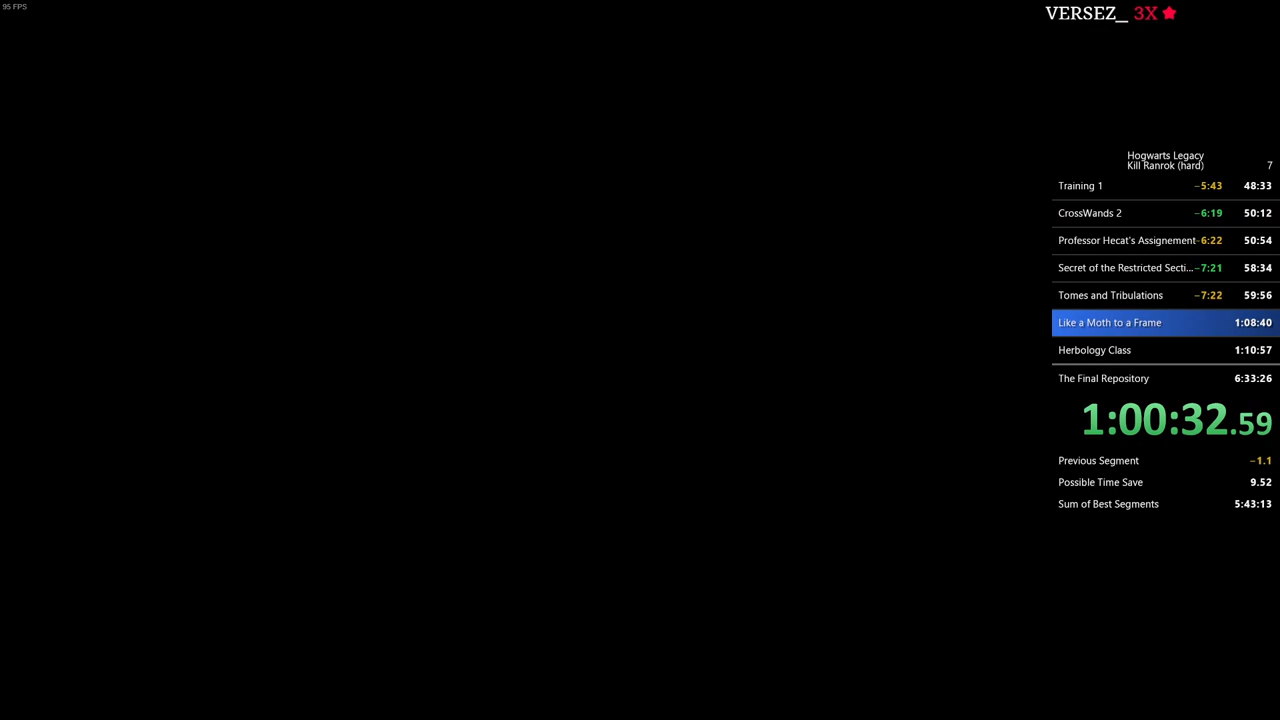 95 FPS
VERSEZ_ 3X
Hogwarts Legacy
Kill Ranrok (hard) 7
Training 1 −5:43 48:33
CrossWands 2 −6:19 50:12
Professor Hecat's Assignement −6:22 50:54
Secret of the Restricted Secti... −7:21 58:34
Tomes and Tribulations −7:22 59:56
Like a Moth to a Frame 1:08:40
Herbology Class 1:10:57
The Final Repository 6:33:26
1:00:32.59
Previous Segment −1.1
Possible Time Save 9.52
Sum of Best Segments 5:43:13